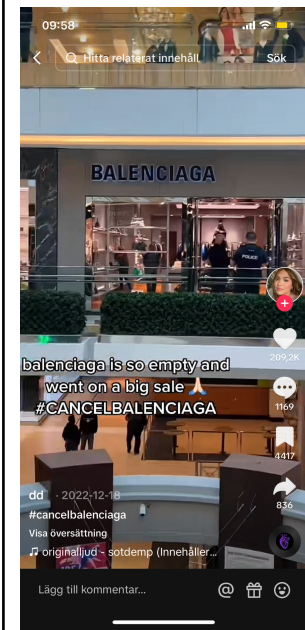 09:58
Hitta relaterat innehåll
Sök
BALENCIAGA
POLICE
209,2K
balenciaga is so empty and
went on a big sale 🙏🏻
#CANCELBALENCIAGA
1169
4417
dd · 2022-12-18
836
#cancelbalenciaga
Visa översättning
originalljud - sotdemp (Innehåller...
Lägg till kommentar...
@